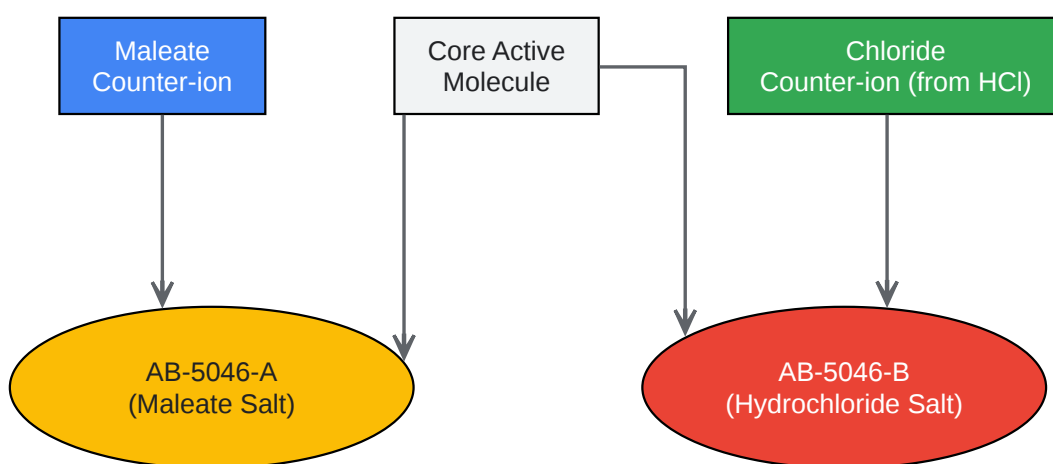 Maleate
Counter-ion
Core Active
Molecule
Chloride
Counter-ion (from HCl)
AB-5046-A
(Maleate Salt)
AB-5046-B
(Hydrochloride Salt)